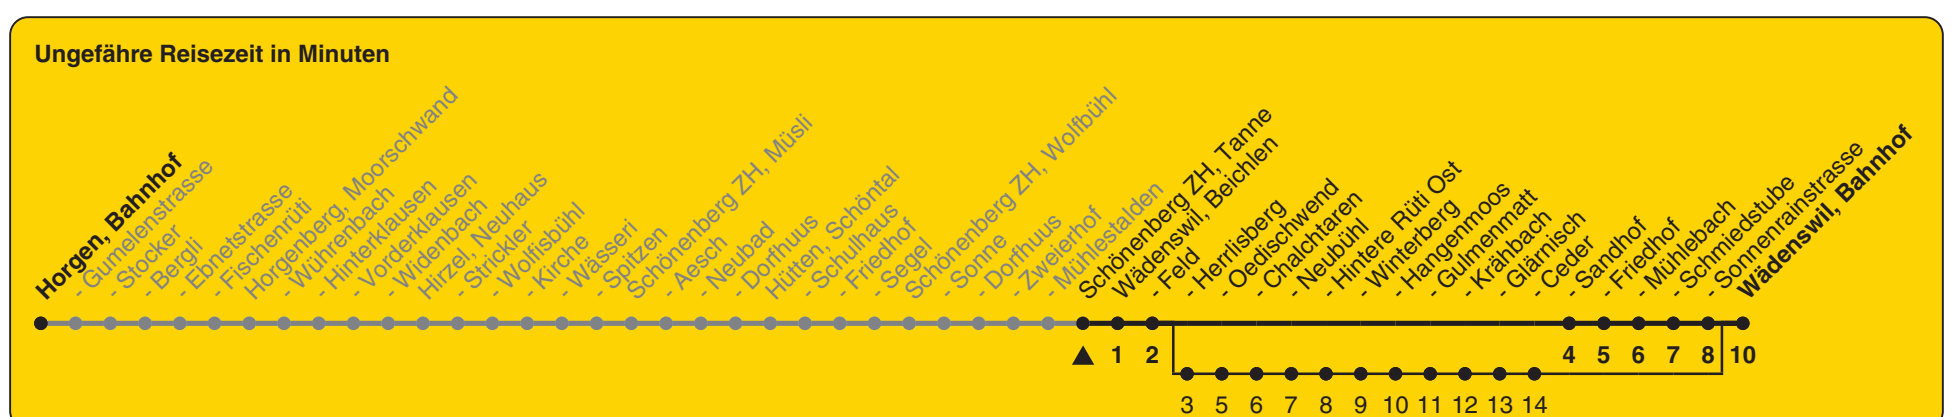 Ungefähre Reisezeit in Minuten
Horgen, Bahnhof
- Gumelenstrasse
- Stocker
- Bergli
- Ebnetstrasse
- Fischenrüti
Horgenberg, Moorschwand
- Wührenbach
- Hinterklausen
- Vorderklausen
- Widenbach
Hirzel, Neuhaus
- Strickler
- Wolfisbühl
- Kirche
- Wässeri
- Spitzen
Schönenberg ZH, Müsli
- Aesch
- Neubad
- Dorfhuus
Hütten, Schöntal
- Schulhaus
- Friedhof
- Segel
Schönenberg ZH, Wolfbühl
- Sonne
- Dorfhuus
- Zweierhof
- Mühlestalden
Schönenberg ZH, Tanne
Wädenswil, Beichlen
- Feld
- Herrlisberg
- Oedischwend
- Chalchtaren
- Neubühl
- Hintere Rüti Ost
- Winterberg
- Hangenmoos
- Gulmenmatt
- Krähbach
- Glärnisch
- Ceder
- Sandhof
- Friedhof
- Mühlebach
- Schmiedstube
- Sonnenrainstrasse
Wädenswil, Bahnhof
1 2 4 5 6 7 8 10
3 5 6 7 8 9 10 11 12 13 14